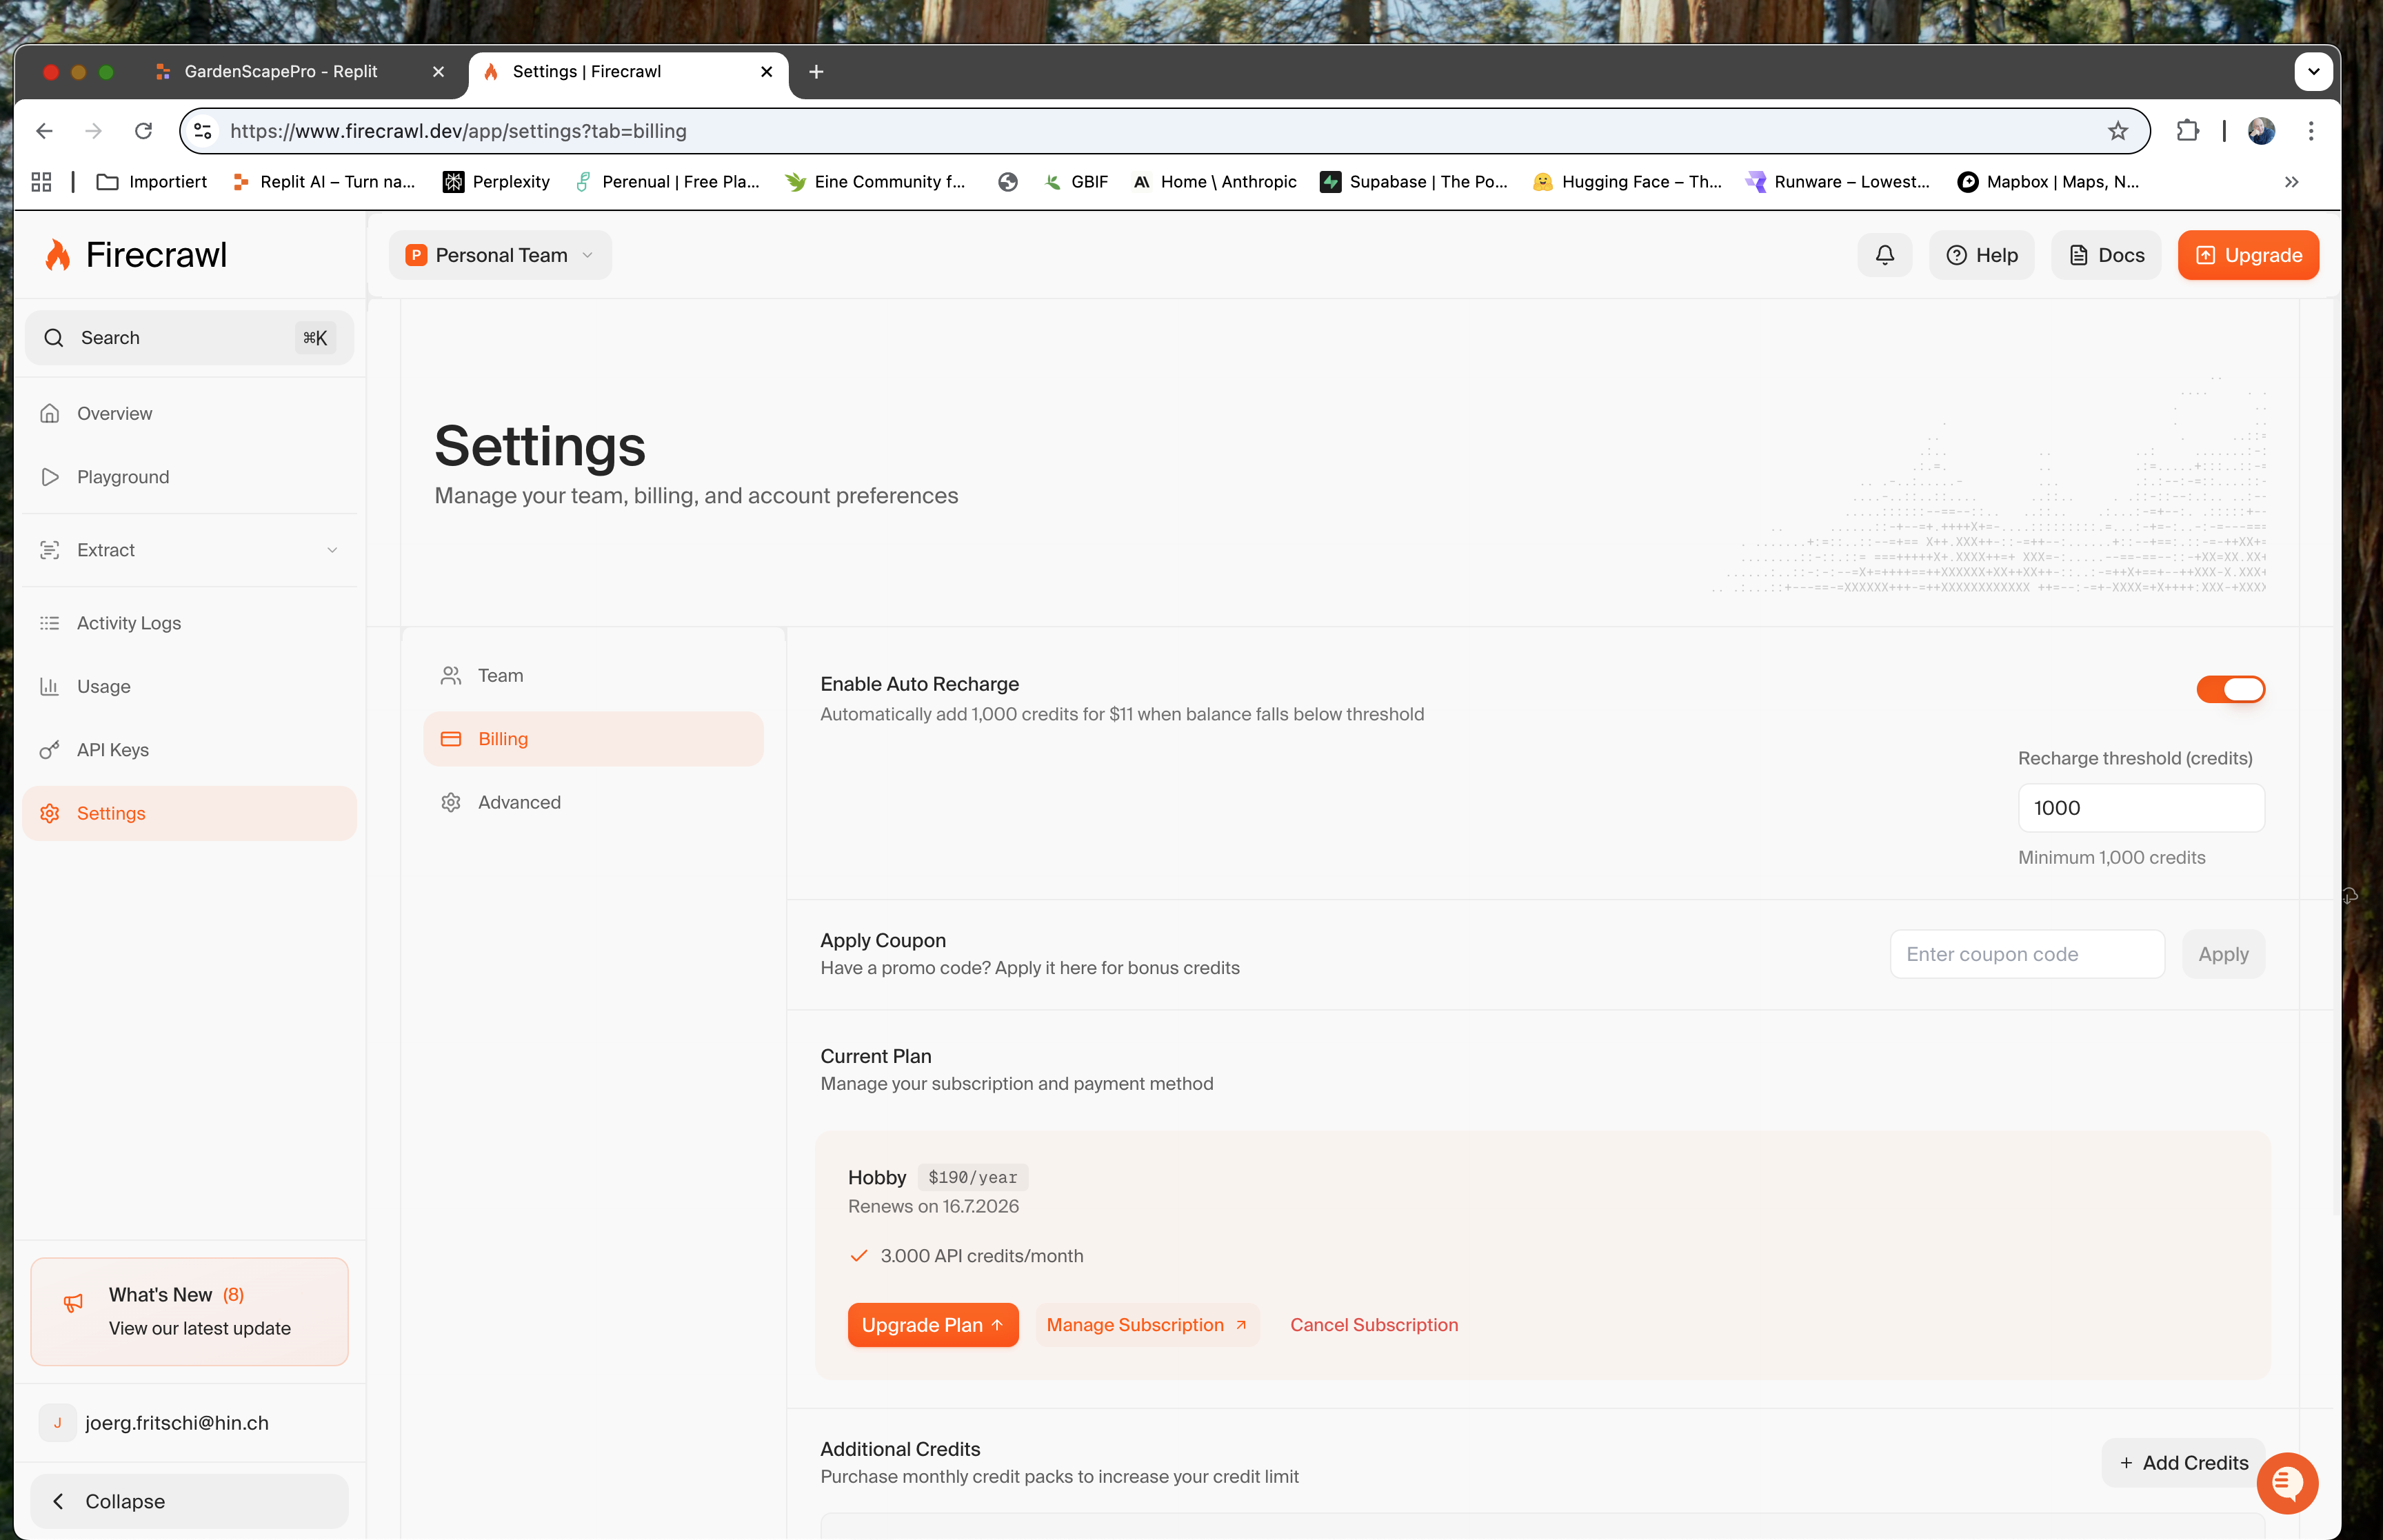 GardenScapePro - Replit
Settings | Firecrawl
https://www.firecrawl.dev/app/settings?tab=billing
Importiert
Replit AI – Turn na...
Perplexity
Perenual | Free Pla...
Eine Community f...
GBIF
Home \ Anthropic
Supabase | The Po...
Hugging Face – Th...
Runware – Lowest...
Mapbox | Maps, N...
Firecrawl
P Personal Team
Help
Docs
Upgrade
Search ⌘K
Overview
Playground
Extract
Activity Logs
Usage
API Keys
Settings
Settings
Manage your team, billing, and account preferences
Team
Billing
Advanced
Enable Auto Recharge
Automatically add 1,000 credits for $11 when balance falls below threshold
Recharge threshold (credits)
1000
Minimum 1,000 credits
Apply Coupon
Have a promo code? Apply it here for bonus credits
Enter coupon code
Apply
Current Plan
Manage your subscription and payment method
Hobby $190/year
Renews on 16.7.2026
3.000 API credits/month
Upgrade Plan
Manage Subscription
Cancel Subscription
Additional Credits
Purchase monthly credit packs to increase your credit limit
+ Add Credits
What's New (8)
View our latest update
J joerg.fritschi@hin.ch
Collapse